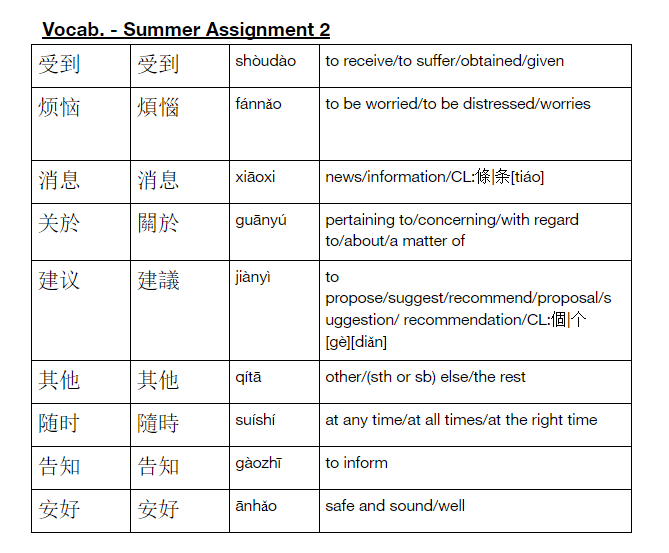 Vocab. - Summer Assignment 2
受到 受到 shòudào to receive/to suffer/obtained/given
烦恼 煩惱 fánnǎo to be worried/to be distressed/worries
消息 消息 xiāoxi news/information/CL:條|条[tiáo]
关於 關於 guānyú pertaining to/concerning/with regard
to/about/a matter of
建议 建議 jiànyì to
propose/suggest/recommend/proposal/s
uggestion/ recommendation/CL:個|个
[gè][diǎn]
其他 其他 qítā other/(sth or sb) else/the rest
随时 隨時 suíshí at any time/at all times/at the right time
告知 告知 gàozhī to inform
安好 安好 ānhǎo safe and sound/well